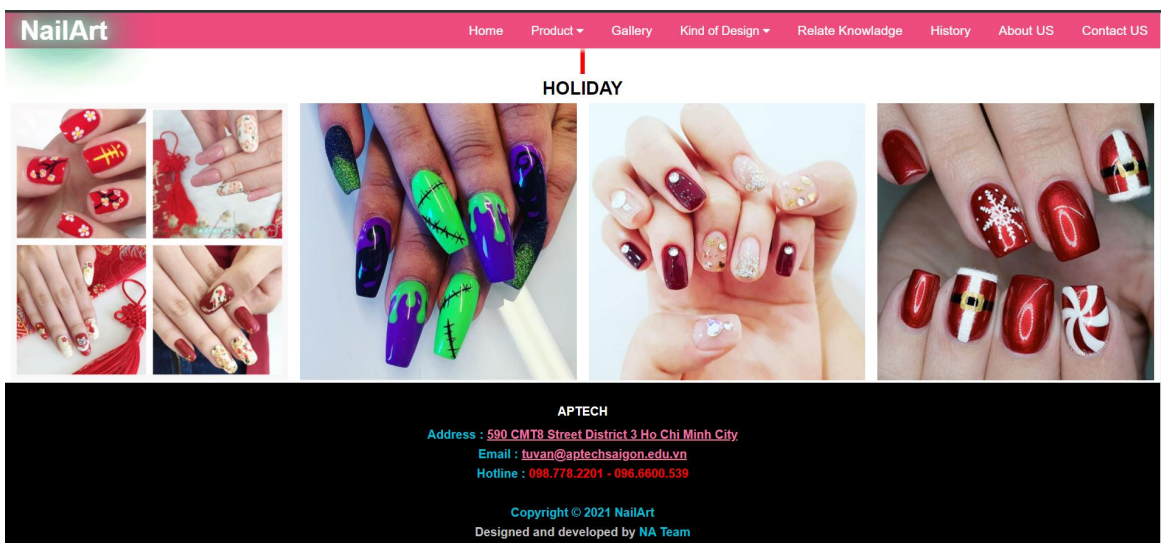 NailArt
Home Product Gallery Kind of Design Relate Knowladge History About US Contact US
HOLIDAY
APTECH
Address : 590 CMT8 Street District 3 Ho Chi Minh City
Email : tuvan@aptechsaigon.edu.vn
Hotline : 098.778.2201 - 096.6600.539
Copyright © 2021 NailArt
Designed and developed by NA Team